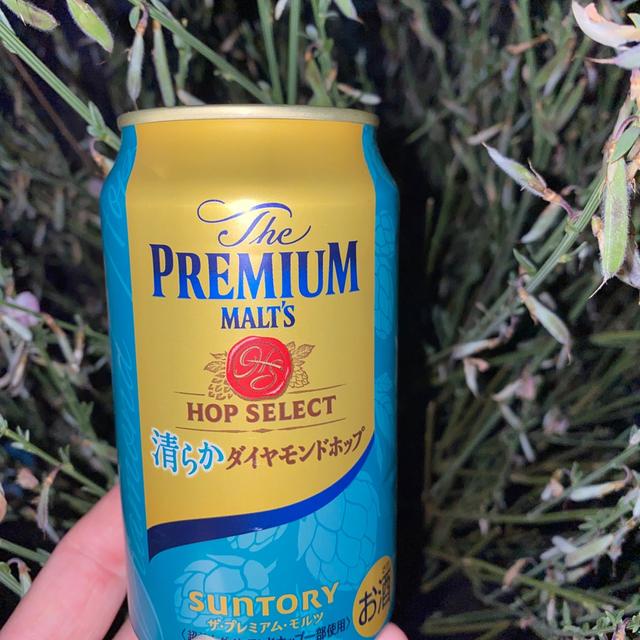 The
PREMIUM
MALT'S
HOP SELECT
清らかダイヤモンドホップ
SUNTORY
ザ・プレミアム・モルツ
お酒